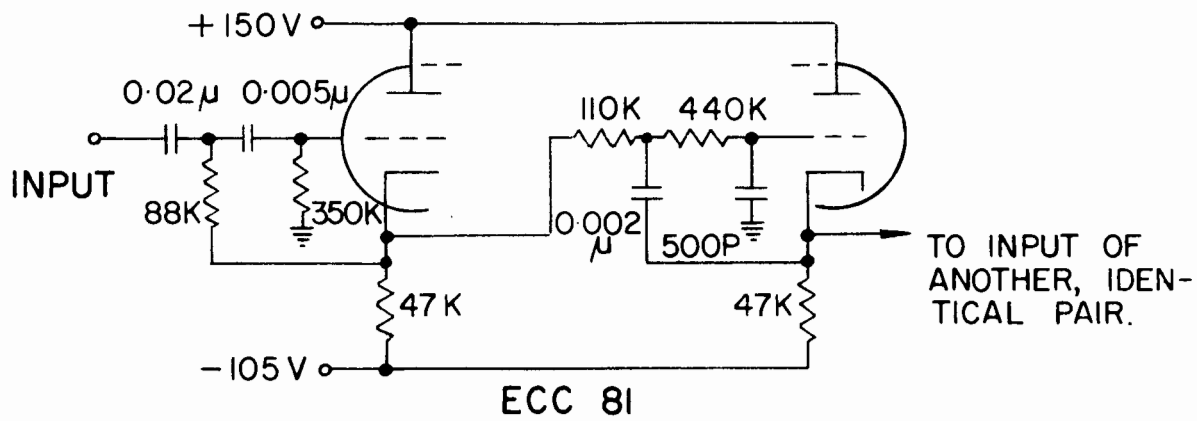 +150V
0·02µ 0·005µ
110K 440K
INPUT
88K
350K
0·002
µ
500P
47K
47K
TO INPUT OF
ANOTHER, IDEN-
TICAL PAIR.
-105V
ECC 81